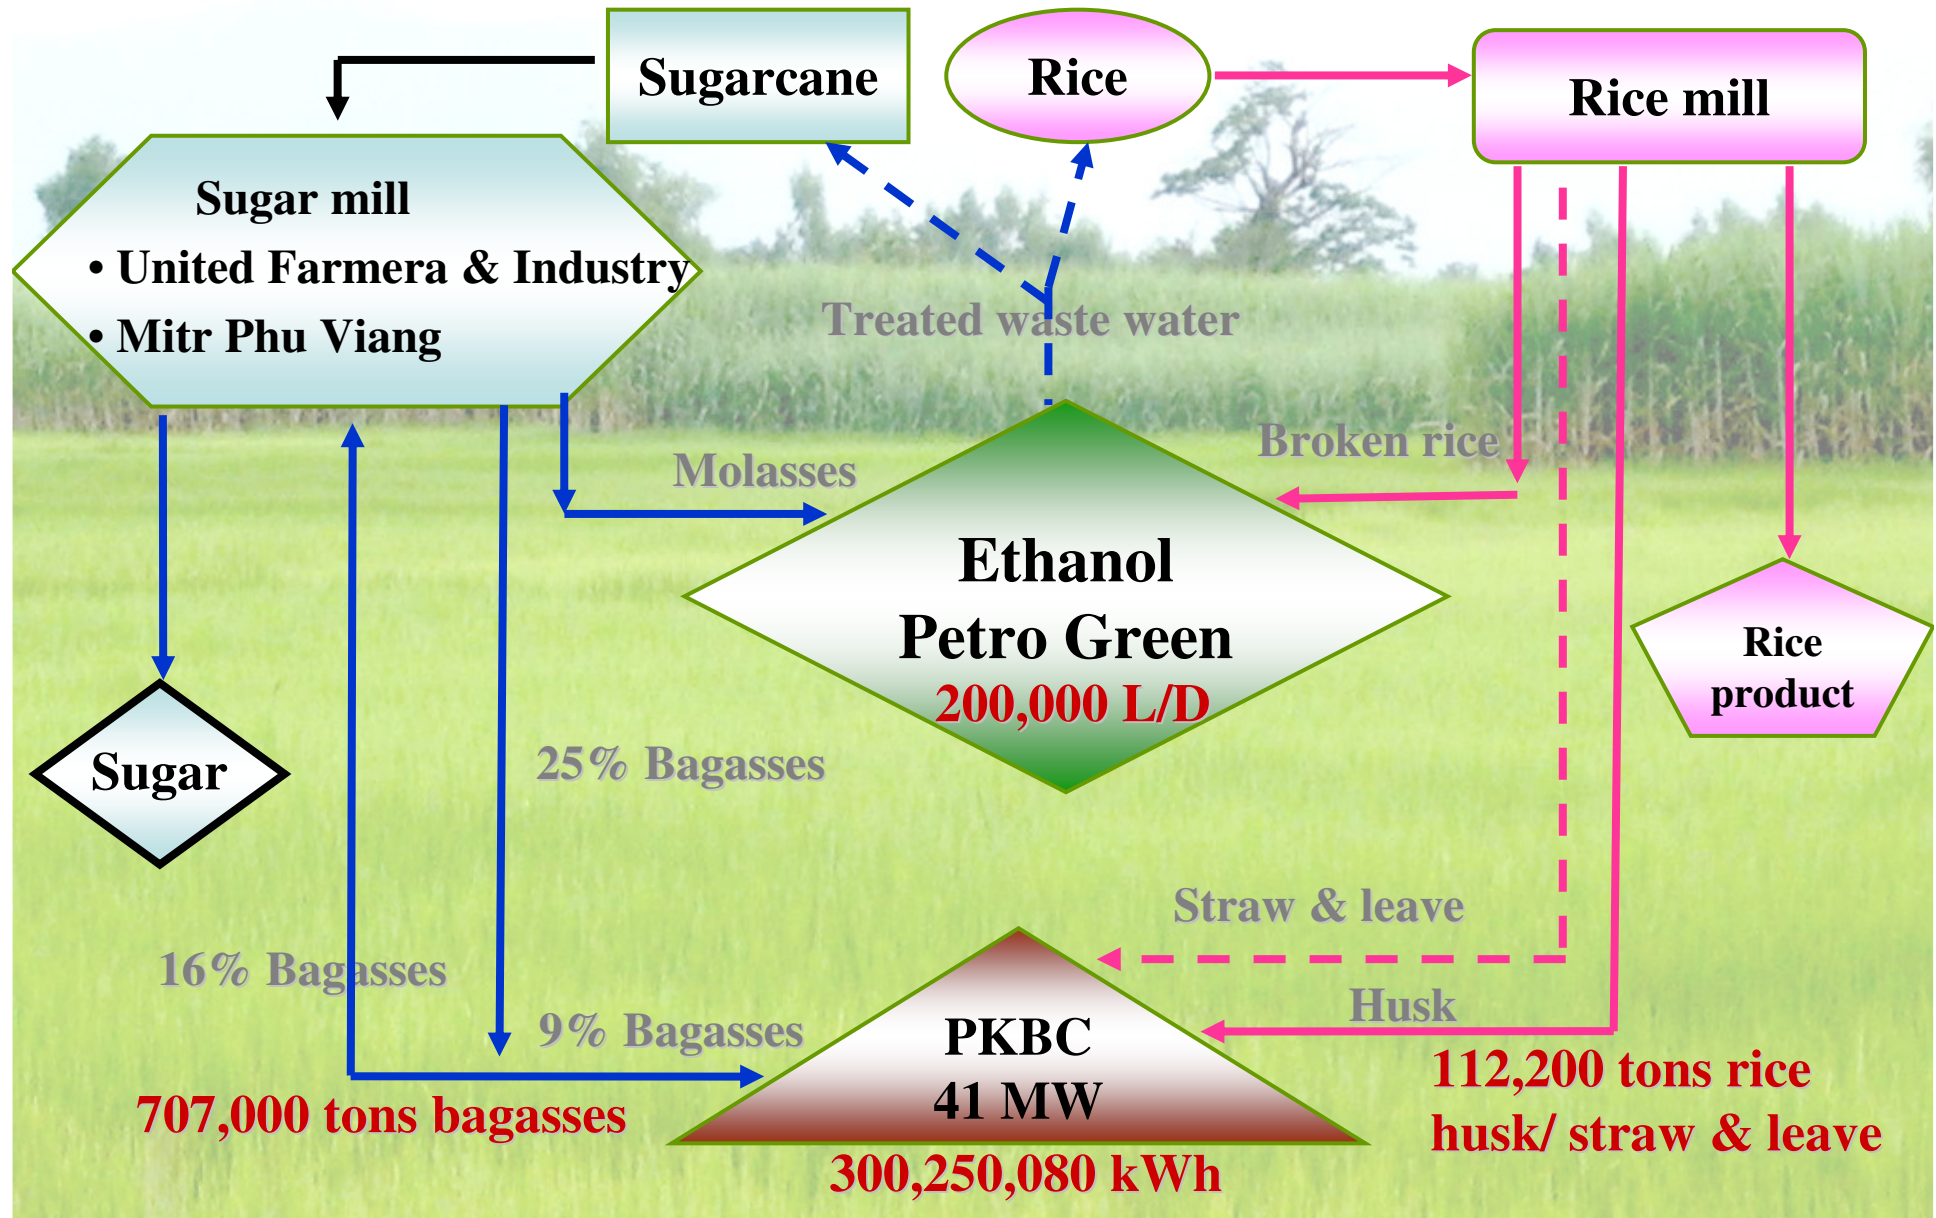 Sugarcane
Rice
Rice mill
Sugar mill
• United Farmera & Industry
• Mitr Phu Viang
Treated waste water
Molasses
Broken rice
Ethanol
Petro Green
200,000 L/D
Rice
product
Sugar
25% Bagasses
Straw & leave
16% Bagasses
9% Bagasses
Husk
PKBC
41 MW
707,000 tons bagasses
112,200 tons rice
husk/ straw & leave
300,250,080 kWh